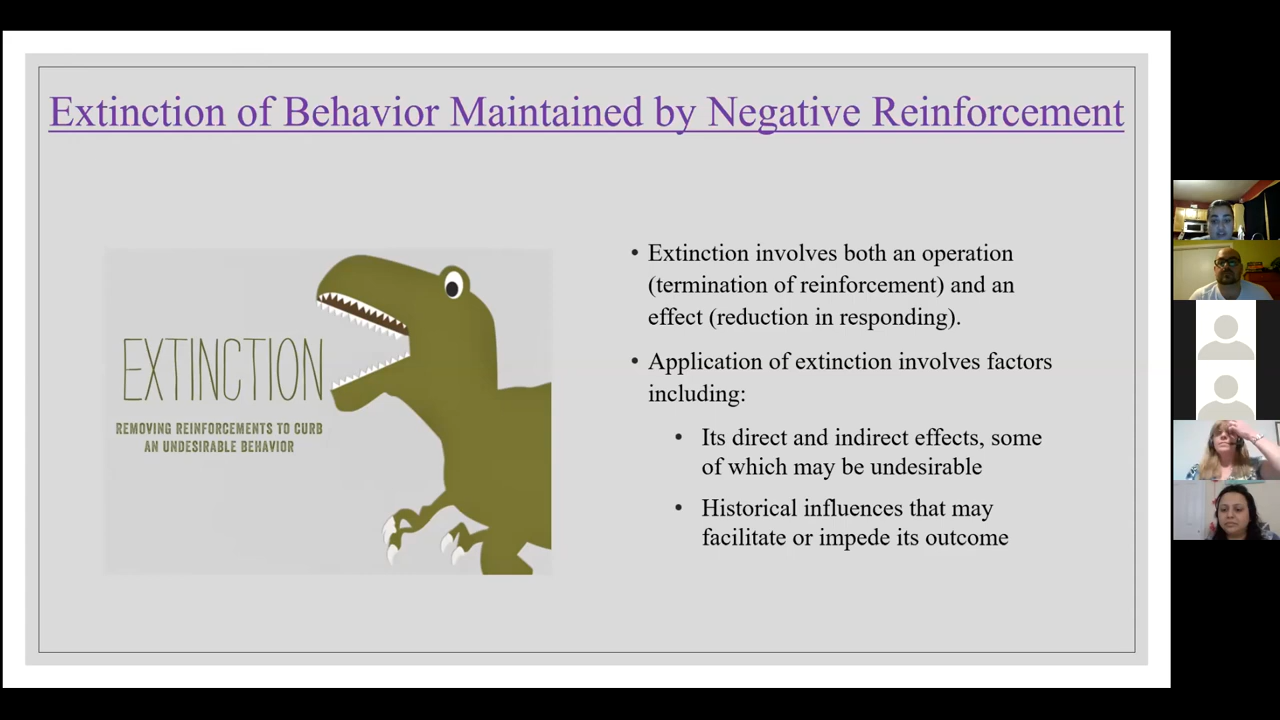 Extinction of Behavior Maintained by Negative Reinforcement
EXTINCTION
REMOVING REINFORCEMENTS TO CURB
AN UNDESIRABLE BEHAVIOR
• Extinction involves both an operation
(termination of reinforcement) and an
effect (reduction in responding).
• Application of extinction involves factors
including:
• Its direct and indirect effects, some
of which may be undesirable
• Historical influences that may
facilitate or impede its outcome